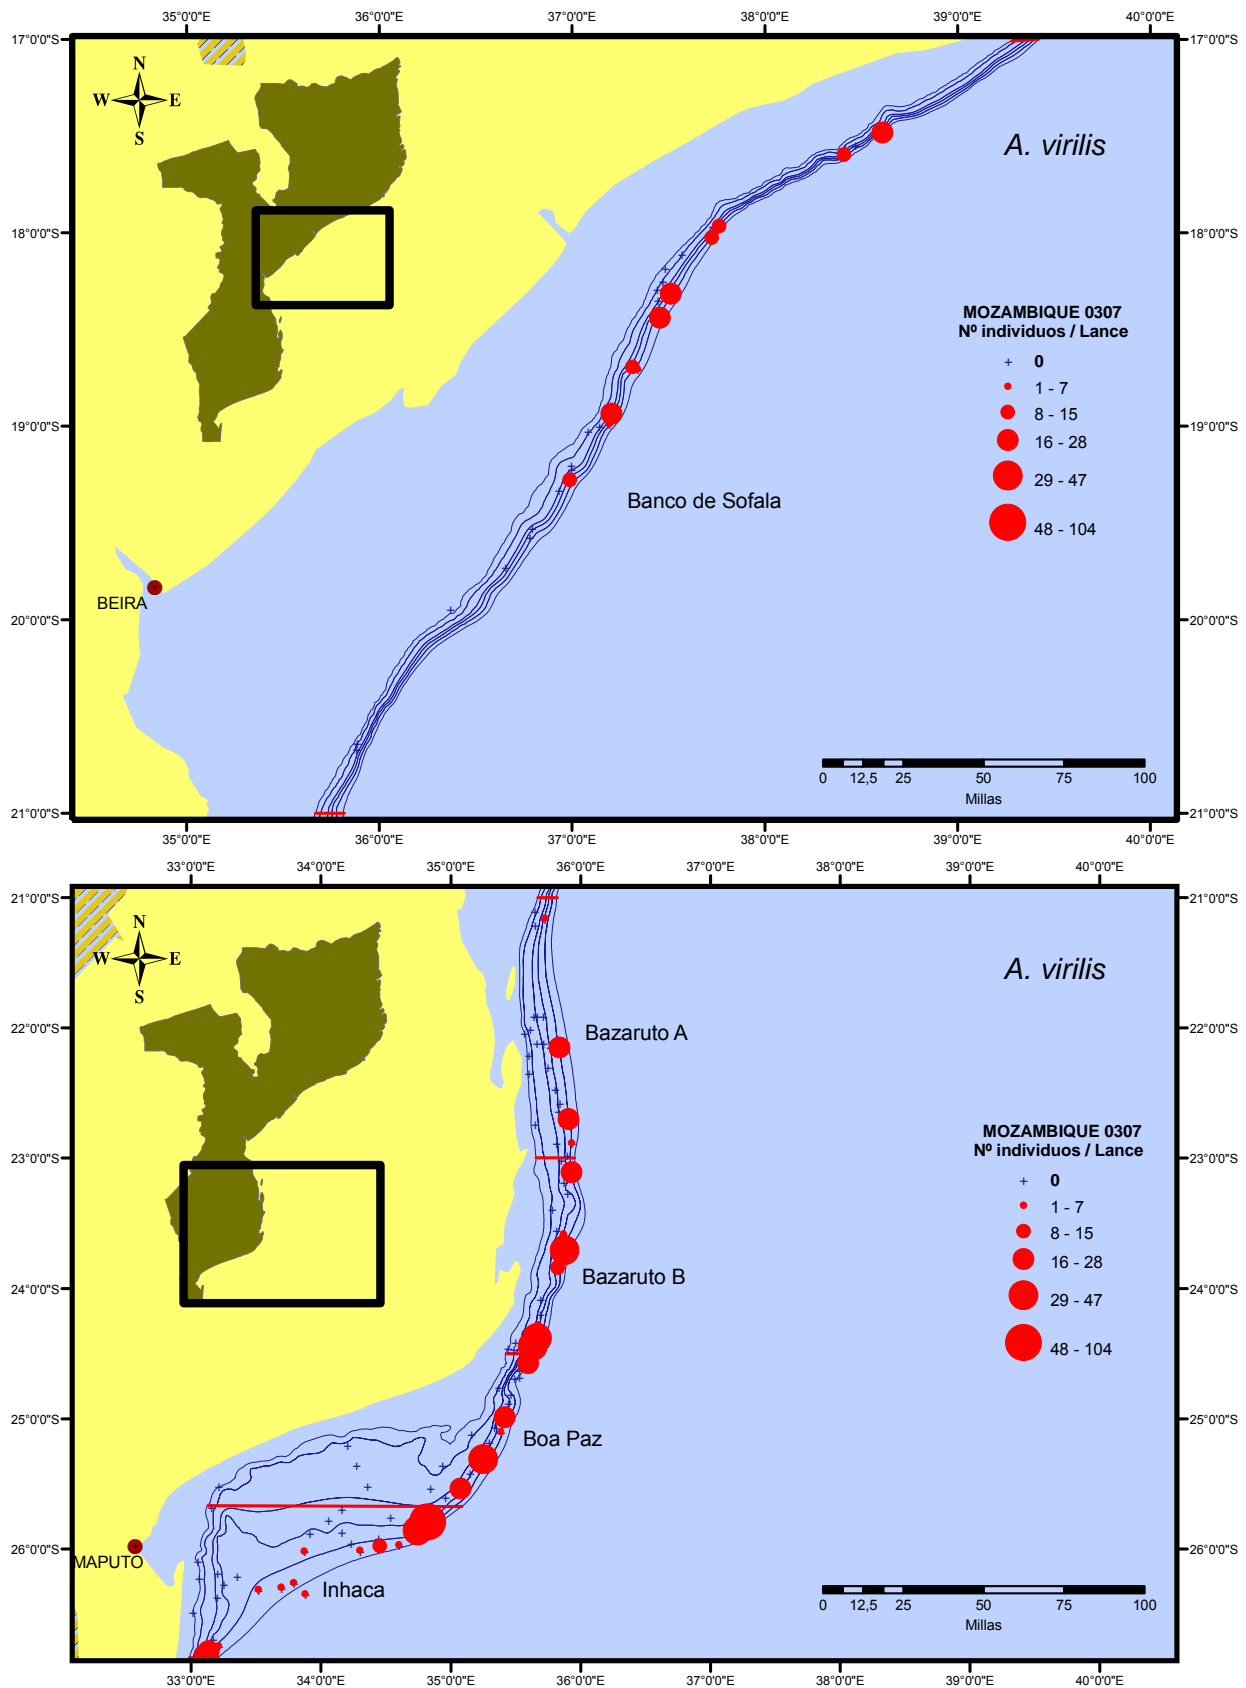 35°0'0"E 36°0'0"E 37°0'0"E 38°0'0"E 39°0'0"E 40°0'0"E
17°0'0"S 17°0'0"S
N
W E
S
A. virilis
18°0'0"S 18°0'0"S
MOZAMBIQUE 0307
Nº individuos / Lance
0
1 - 7
8 - 15
16 - 28
29 - 47
48 - 104
19°0'0"S 19°0'0"S
Banco de Sofala
BEIRA
20°0'0"S 20°0'0"S
0 12,5 25 50 75 100
Millas
21°0'0"S 21°0'0"S
35°0'0"E 36°0'0"E 37°0'0"E 38°0'0"E 39°0'0"E 40°0'0"E
33°0'0"E 34°0'0"E 35°0'0"E 36°0'0"E 37°0'0"E 38°0'0"E 39°0'0"E 40°0'0"E
21°0'0"S 21°0'0"S
N
W E
S
A. virilis
22°0'0"S 22°0'0"S
Bazaruto A
MOZAMBIQUE 0307
Nº individuos / Lance
0
1 - 7
8 - 15
16 - 28
29 - 47
48 - 104
23°0'0"S 23°0'0"S
Bazaruto B
24°0'0"S 24°0'0"S
25°0'0"S 25°0'0"S
Boa Paz
26°0'0"S 26°0'0"S
MAPUTO
Inhaca
0 12,5 25 50 75 100
Millas
33°0'0"E 34°0'0"E 35°0'0"E 36°0'0"E 37°0'0"E 38°0'0"E 39°0'0"E 40°0'0"E